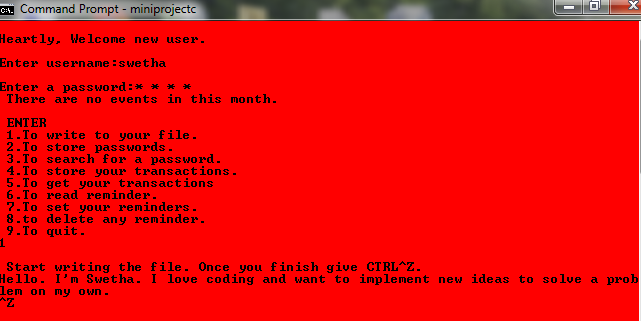 Command Prompt - miniprojectc
Heartly, Welcome new user.
Enter username:swetha
Enter a password:* * * *
There are no events in this month.
ENTER
1.To write to your file.
2.To store passwords.
3.To search for a password.
4.To store your transactions.
5.To get your transactions
6.To read reminder.
7.To set your reminders.
8.to delete any reminder.
9.To quit.
1
Start writing the file. Once you finish give CTRL^Z.
Hello. I'm Swetha. I love coding and want to implement new ideas to solve a prob
lem on my own.
^Z